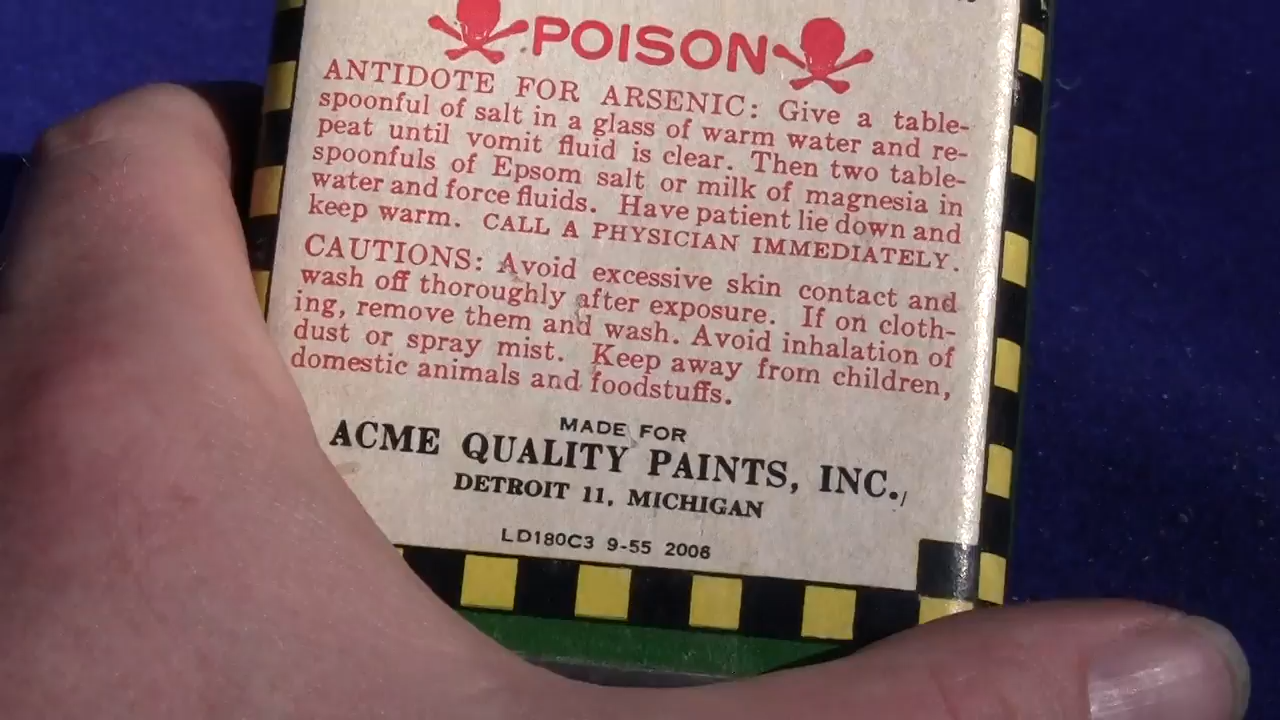 POISON
ANTIDOTE FOR ARSENIC: Give a table-
spoonful of salt in a glass of warm water and re-
peat until vomit fluid is clear. Then two table-
spoonfuls of Epsom salt or milk of magnesia in
water and force fluids. Have patient lie down and
keep warm. CALL A PHYSICIAN IMMEDIATELY.
CAUTIONS: Avoid excessive skin contact and
wash off thoroughly after exposure. If on cloth-
ing, remove them and wash. Avoid inhalation of
dust or spray mist. Keep away from children,
domestic animals and foodstuffs.
MADE FOR
ACME QUALITY PAINTS, INC.
DETROIT 11, MICHIGAN
LD180C3 9-55 2006